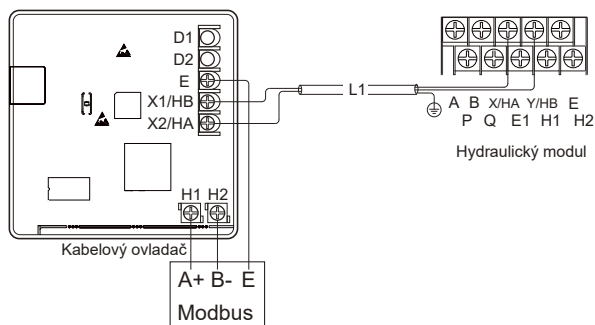 D1
D2
E
X1/HB
X2/HA
H1 H2
Kabelový ovladač
A+ B- E
Modbus
L1
A B X/HA Y/HB E
P Q E1 H1 H2
Hydraulický modul